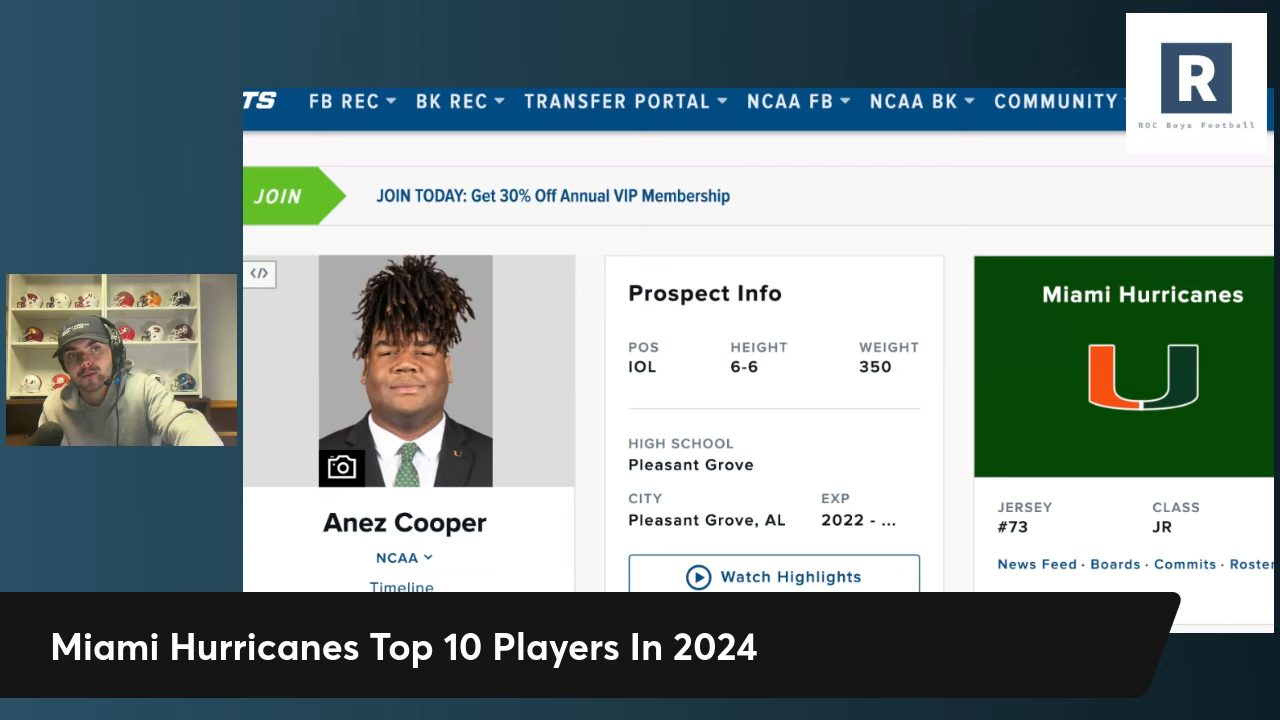 TS FB REC BK REC TRANSFER PORTAL NCAA FB NCAA BK COMMUNITY
R
ROC Boys Football
JOIN
JOIN TODAY: Get 30% Off Annual VIP Membership
</>
Anez Cooper
NCAA
Timeline
Prospect Info
POS HEIGHT WEIGHT
IOL 6-6 350
HIGH SCHOOL
Pleasant Grove
CITY EXP
Pleasant Grove, AL 2022 - ...
Watch Highlights
Miami Hurricanes
JERSEY CLASS
#73 JR
News Feed · Boards · Commits · Roster
Miami Hurricanes Top 10 Players In 2024